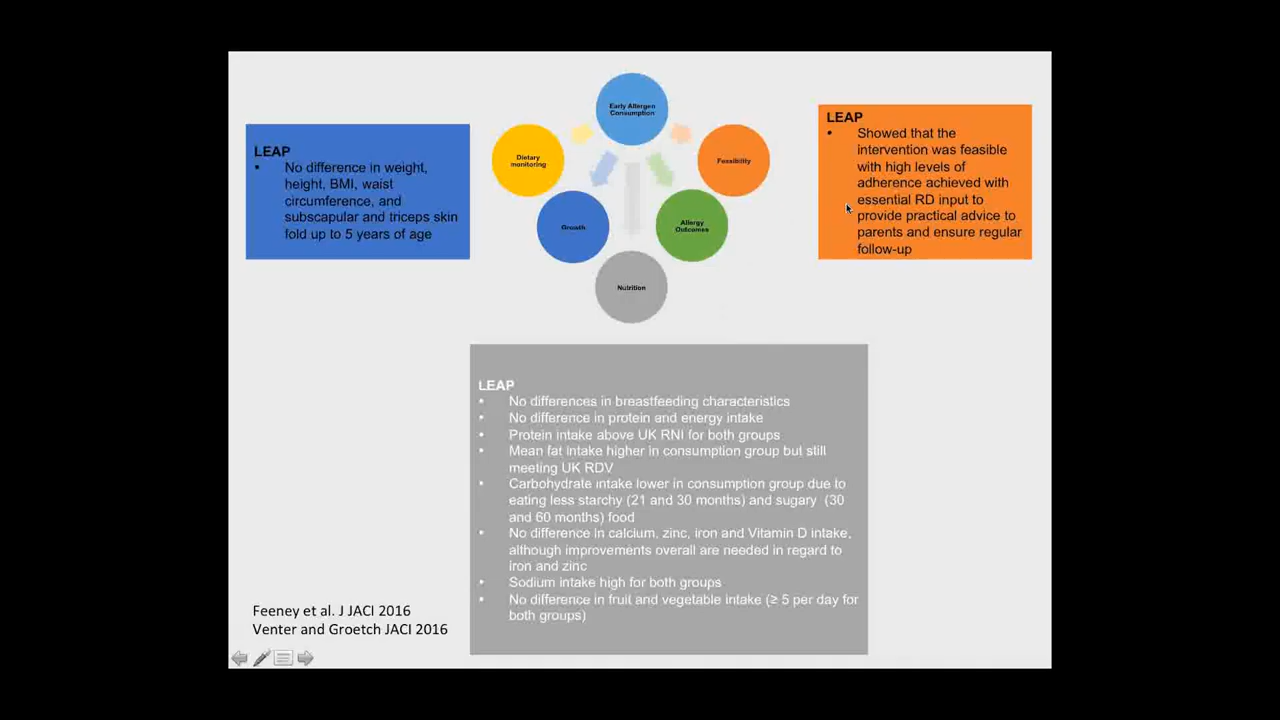 Early Allergen
Consumption
Dietary
monitoring
Feasibility
Growth
Allergy
Outcomes
Nutrition
LEAP
• No difference in weight,
height, BMI, waist
circumference, and
subscapular and triceps skin
fold up to 5 years of age
LEAP
• Showed that the
intervention was feasible
with high levels of
adherence achieved with
essential RD input to
provide practical advice to
parents and ensure regular
follow-up
LEAP
• No differences in breastfeeding characteristics
• No difference in protein and energy intake
• Protein intake above UK RNI for both groups
• Mean fat intake higher in consumption group but still
meeting UK RDV
• Carbohydrate intake lower in consumption group due to
eating less starchy (21 and 30 months) and sugary (30
and 60 months) food
• No difference in calcium, zinc, iron and Vitamin D intake,
although improvements overall are needed in regard to
iron and zinc
• Sodium intake high for both groups
• No difference in fruit and vegetable intake (≥ 5 per day for
both groups)
Feeney et al. J JACI 2016
Venter and Groetch JACI 2016